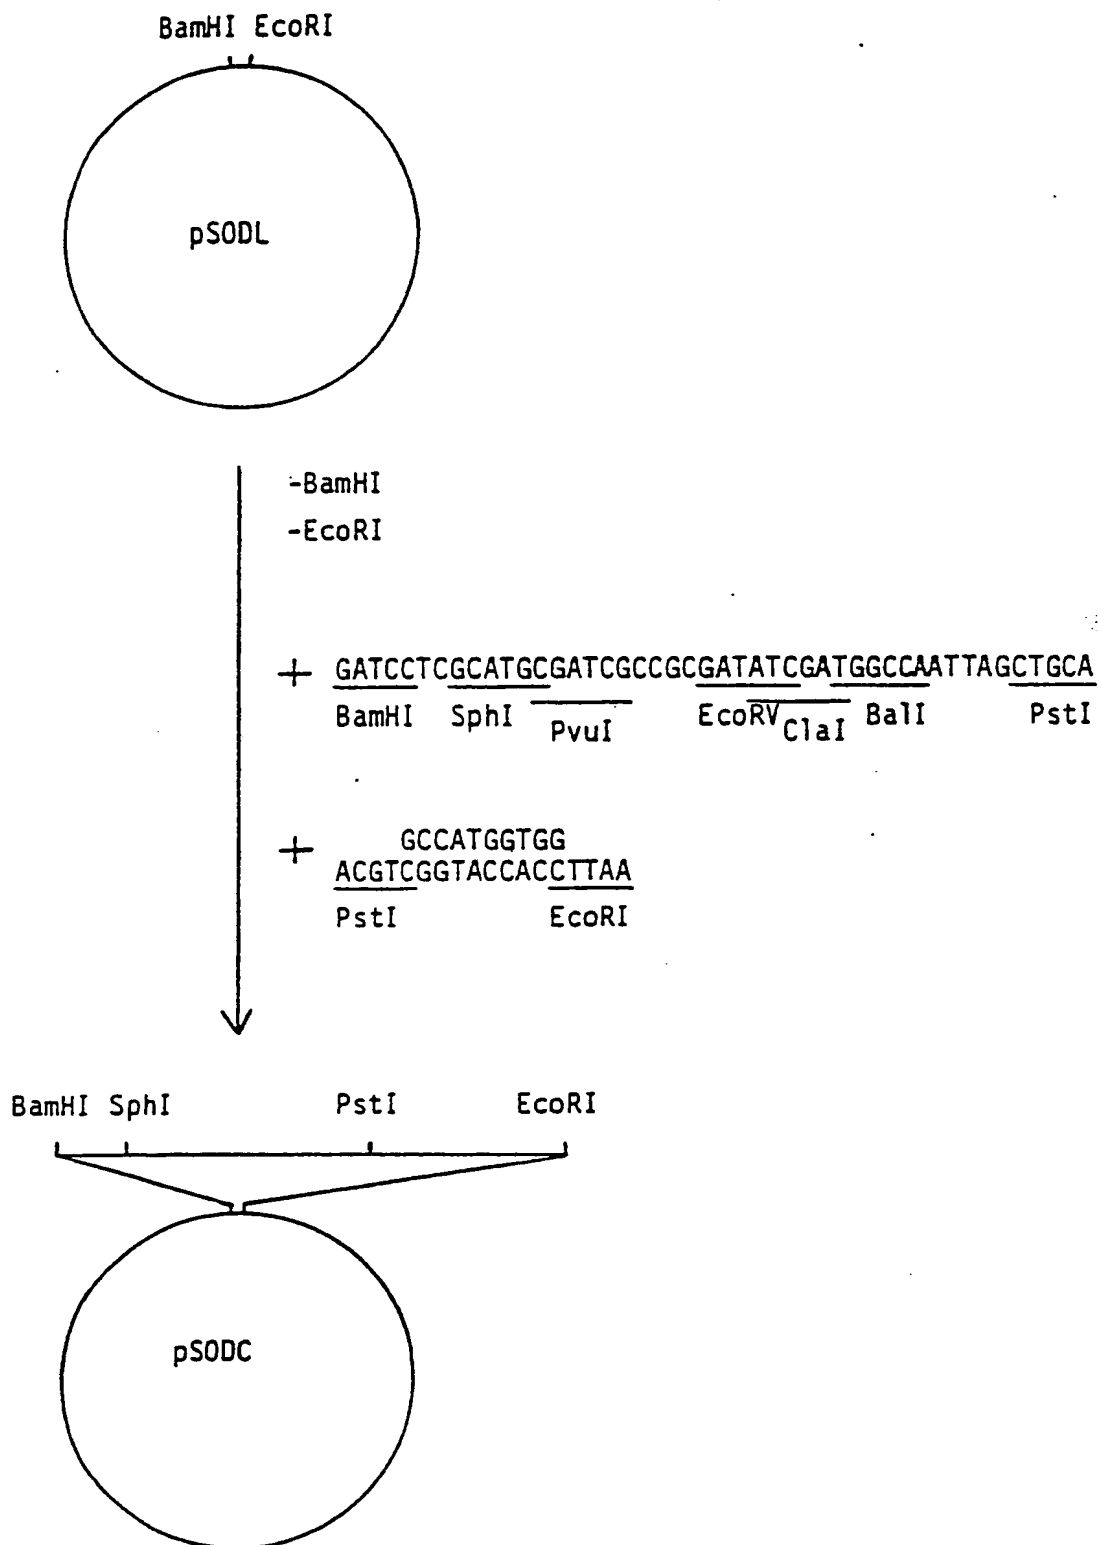 BamHI EcoRI
pSODL
-BamHI
-EcoRI
+ GATCCTCGCATGCGATCGCCGCGATATCGATGGCCAATTAGCTGCA
BamHI SphI PvuI EcoRV ClaI BalI PstI
+ GCCATGGTGG
ACGTCGGTACCACCTTAA
PstI EcoRI
BamHI SphI PstI EcoRI
pSODC